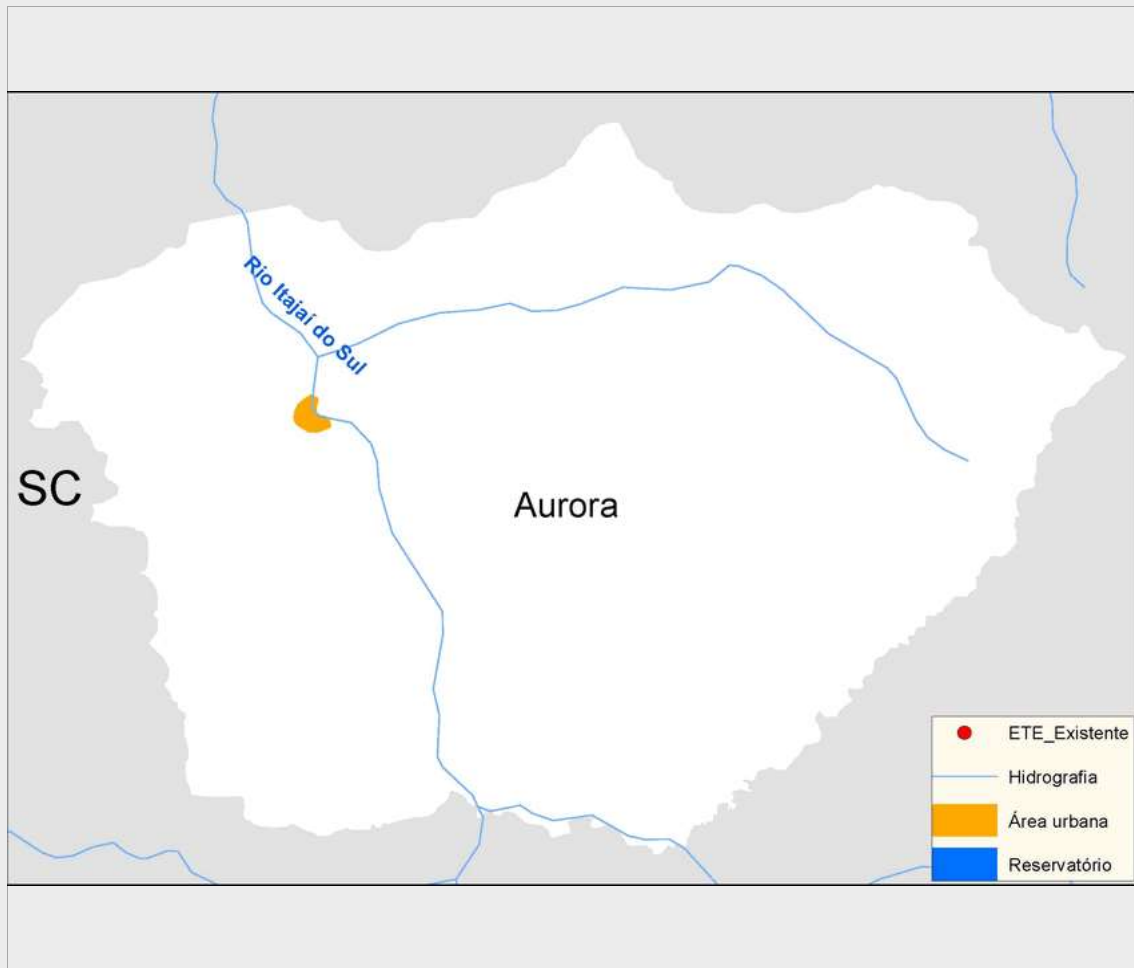 Rio Itajaí do Sul
SC
Aurora
ETE_Existente
Hidrografia
Área urbana
Reservatório